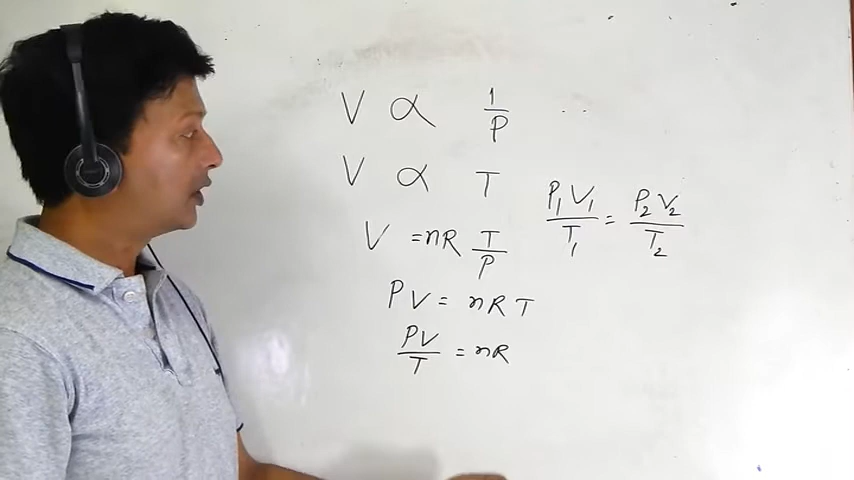 V ∝ 1/P
V ∝ T
V = nR T/P
PV = nRT
PV/T = nR
P₁V₁/T₁ = P₂V₂/T₂